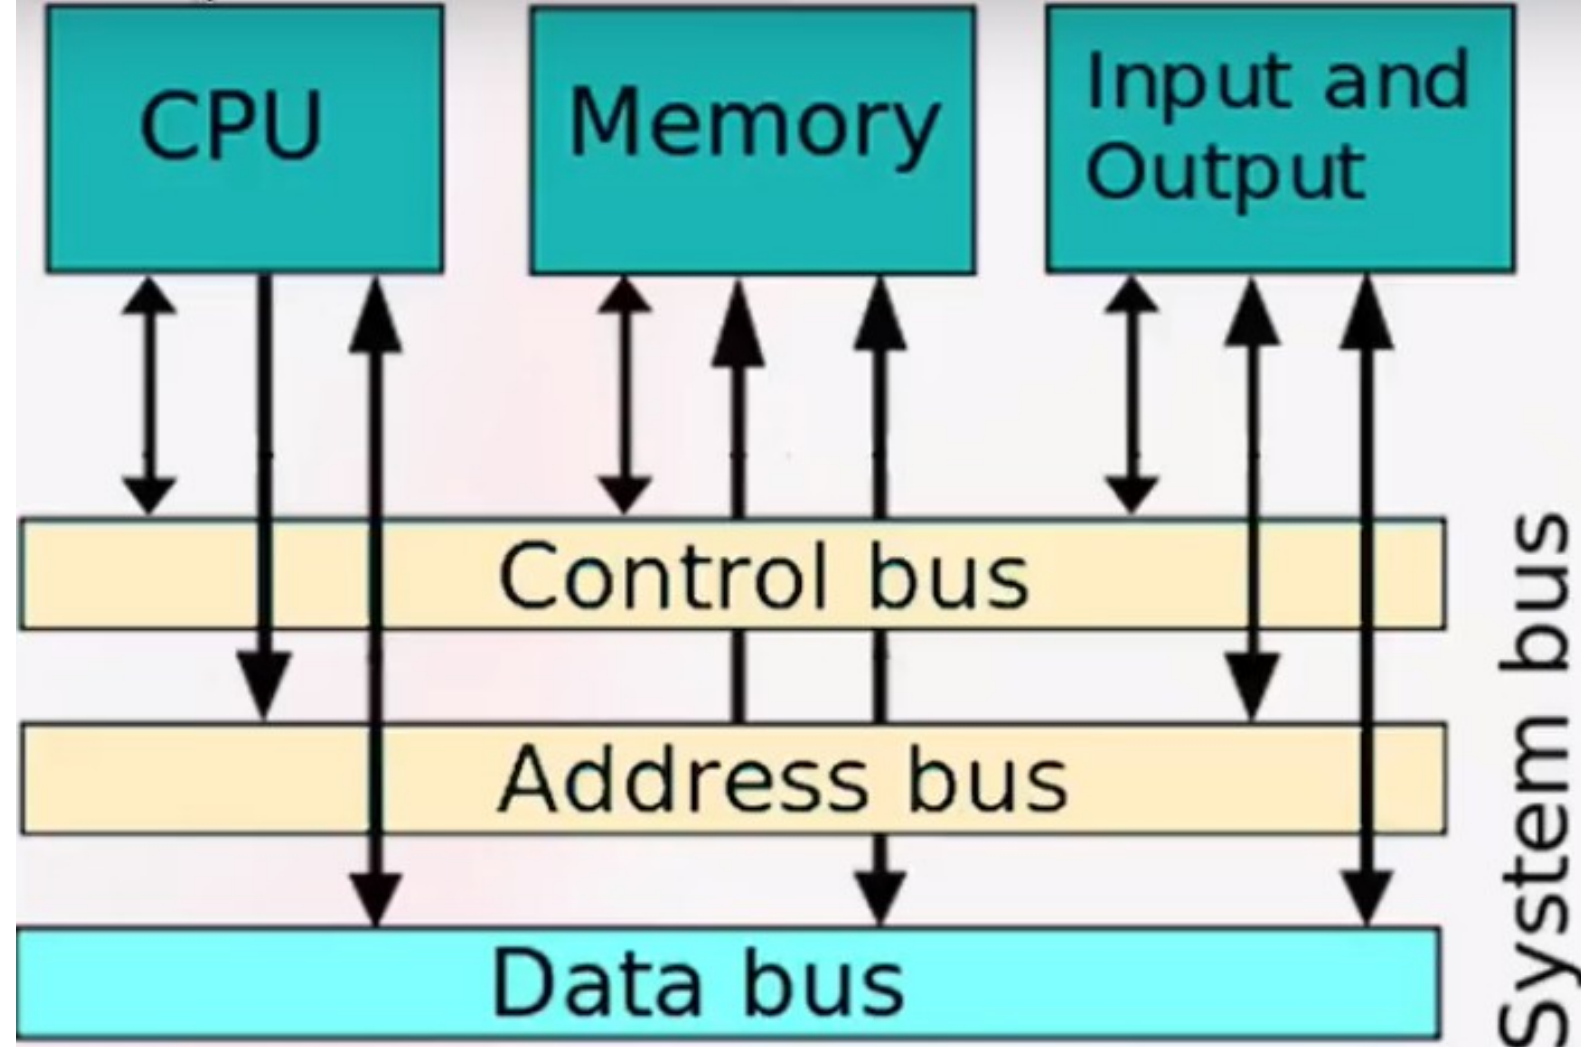 CPU
Memory
Input and
Output
Control bus
Address bus
Data bus
System bus